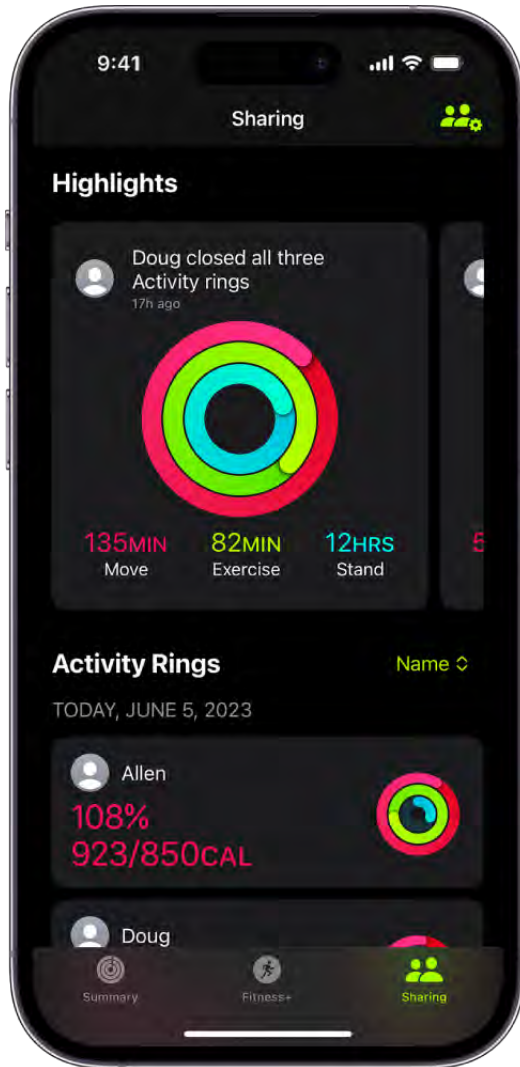 9:41
Sharing
Highlights
Doug closed all three
Activity rings
17h ago
135MIN 82MIN 12HRS 5
Move Exercise Stand
Activity Rings Name
TODAY, JUNE 5, 2023
Allen
108%
923/850CAL
Doug
Summary Fitness+ Sharing